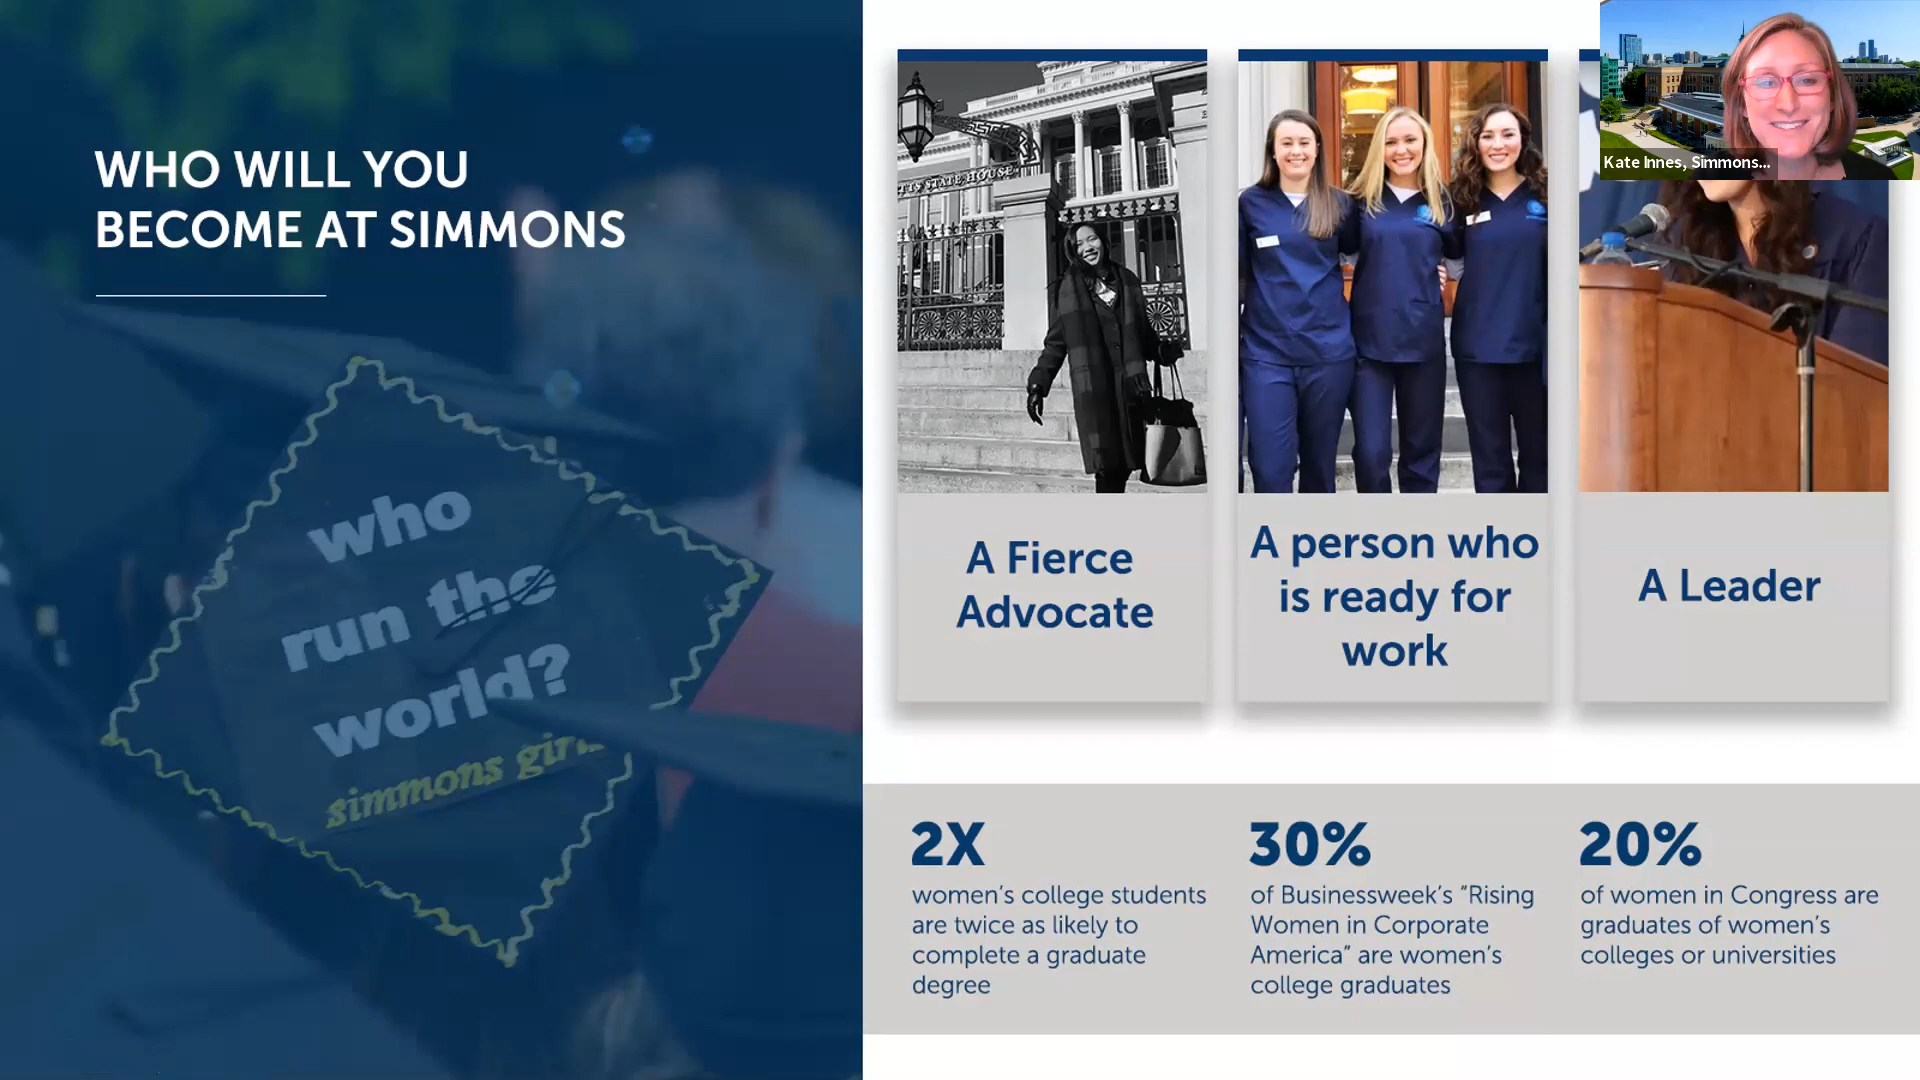 WHO WILL YOU
BECOME AT SIMMONS
who
run the
world?
simmons
TTS STATE HOUSE
Kate Innes, Simmons...
A Fierce
Advocate
A person who
is ready for
work
A Leader
2X
women's college students
are twice as likely to
complete a graduate
degree
30%
of Businessweek's "Rising
Women in Corporate
America" are women's
college graduates
20%
of women in Congress are
graduates of women's
colleges or universities